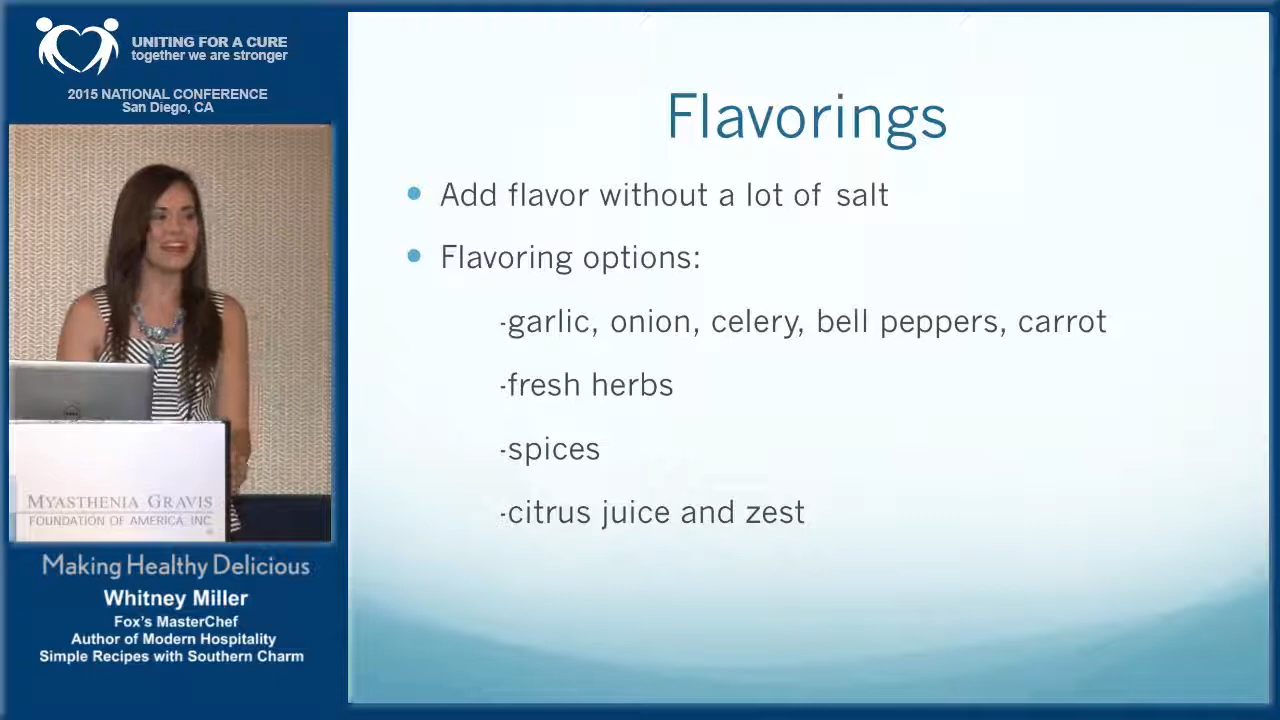 UNITING FOR A CURE
together we are stronger
2015 NATIONAL CONFERENCE
San Diego, CA
MYASTHENIA GRAVIS
FOUNDATION OF AMERICA, INC.
Making Healthy Delicious
Whitney Miller
Fox's MasterChef
Author of Modern Hospitality
Simple Recipes with Southern Charm
Flavorings
Add flavor without a lot of salt
Flavoring options:
-garlic, onion, celery, bell peppers, carrot
-fresh herbs
-spices
-citrus juice and zest